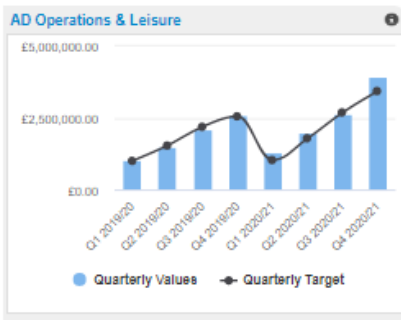 AD Operations & Leisure
£5,000,000.00
£2,500,000.00
£0.00
Q1 2019/20
Q2 2019/20
Q3 2019/20
Q4 2019/20
Q1 2020/21
Q2 2020/21
Q3 2020/21
Q4 2020/21
Quarterly Values
Quarterly Target